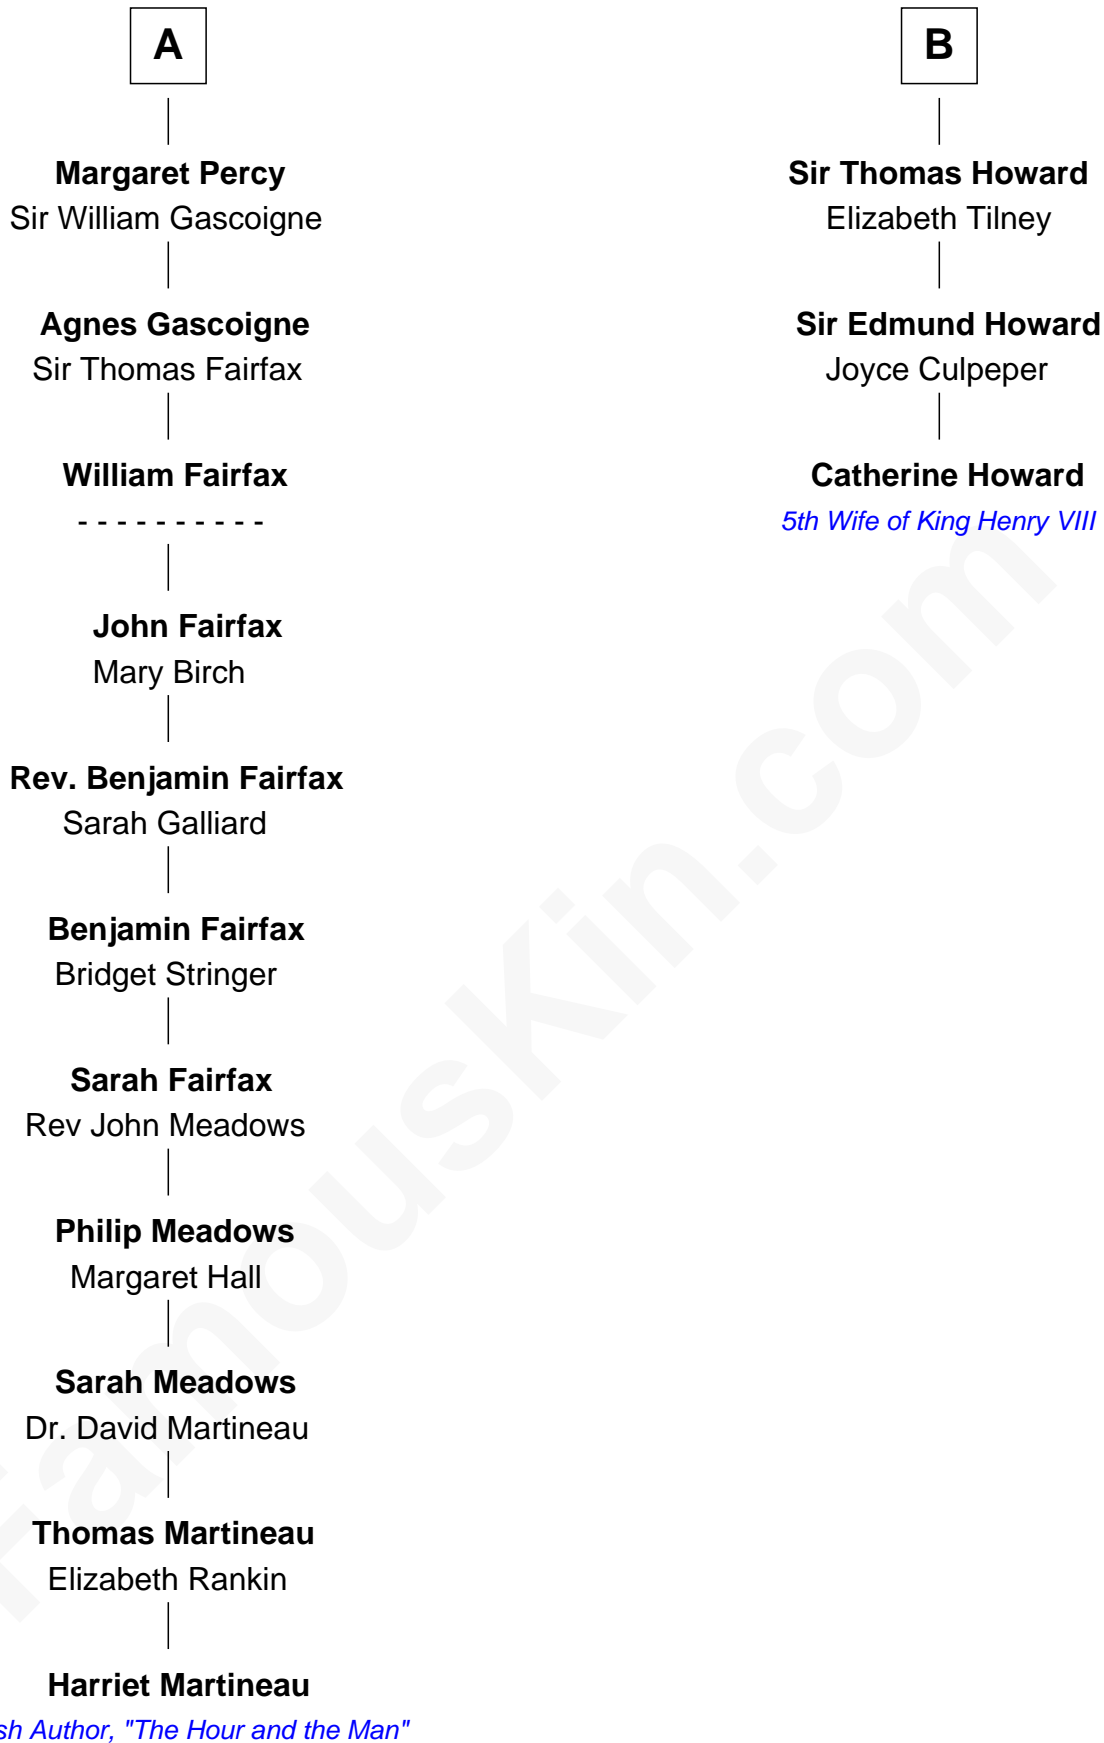 A
Margaret Percy
Sir William Gascoigne
Agnes Gascoigne
Sir Thomas Fairfax
William Fairfax
- - - - - - - - - -
John Fairfax
Mary Birch
Rev. Benjamin Fairfax
Sarah Galliard
Benjamin Fairfax
Bridget Stringer
Sarah Fairfax
Rev John Meadows
Philip Meadows
Margaret Hall
Sarah Meadows
Dr. David Martineau
Thomas Martineau
Elizabeth Rankin
Harriet Martineau
sh Author, "The Hour and the Man"
B
Sir Thomas Howard
Elizabeth Tilney
Sir Edmund Howard
Joyce Culpeper
Catherine Howard
5th Wife of King Henry VIII
FamousKin.com